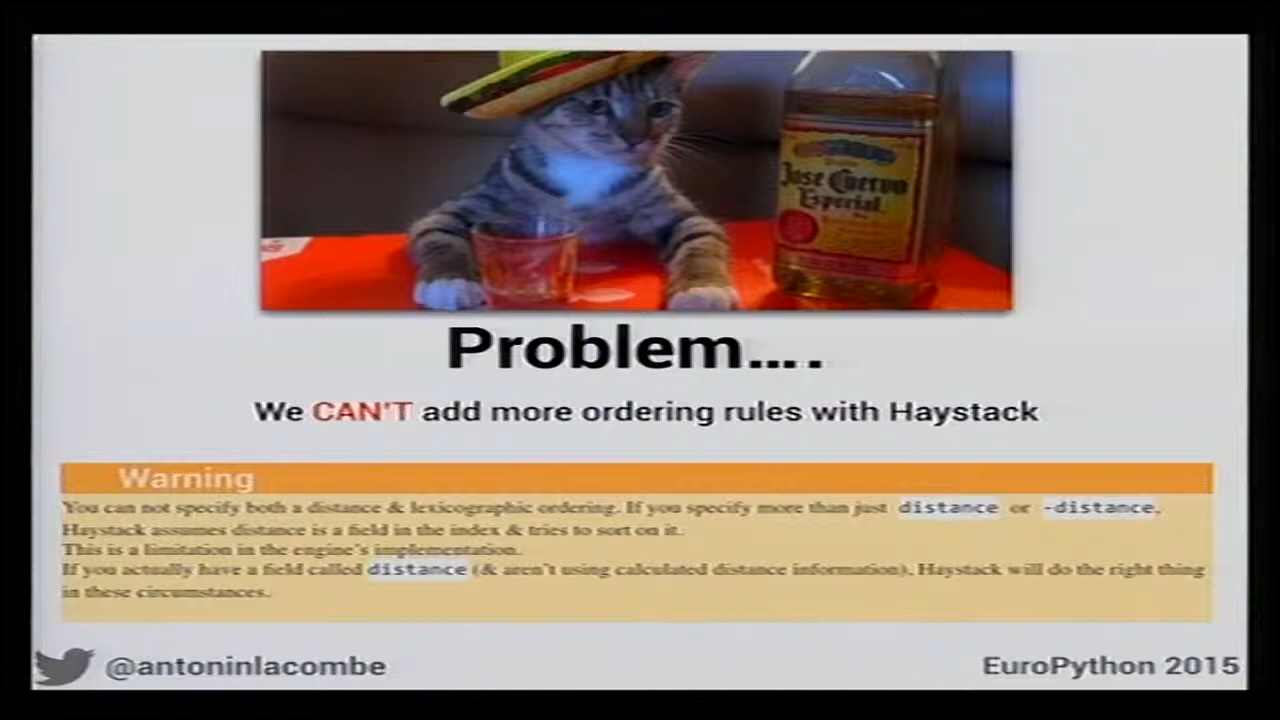 Jose Cuervo
Especial
Problem....
We CAN'T add more ordering rules with Haystack
Warning
You can not specify both a distance & lexicographic ordering. If you specify more than just distance or -distance,
Haystack assumes distance is a field in the index & tries to sort on it.
This is a limitation in the engine's implementation.
If you actually have a field called distance (& aren't using calculated distance information), Haystack will do the right thing
in these circumstances.
@antoninlacombe
EuroPython 2015